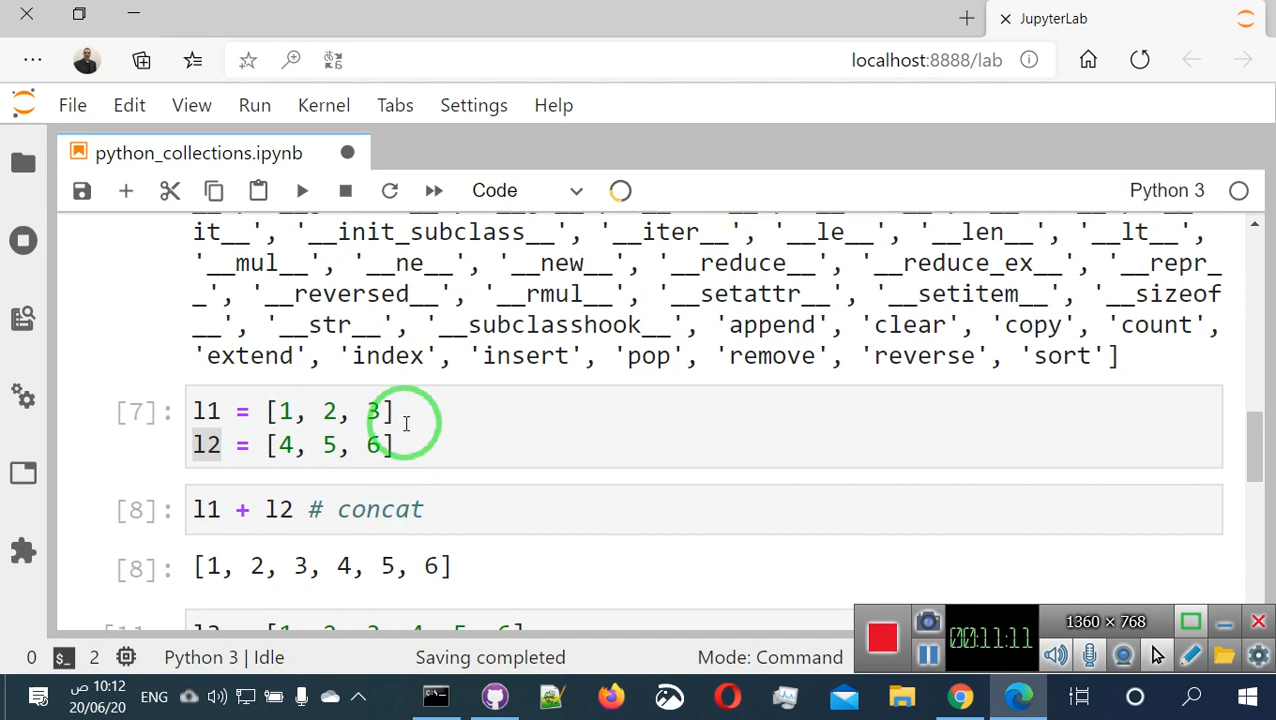 JupyterLab
localhost:8888/lab
File Edit View Run Kernel Tabs Settings Help
python_collections.ipynb
Code Python 3
it__', '__init_subclass__', '__iter__', '__le__', '__len__', '__lt__',
'__mul__', '__ne__', '__new__', '__reduce__', '__reduce_ex__', '__repr_
_', '__reversed__', '__rmul__', '__setattr__', '__setitem__', '__sizeof
__', '__str__', '__subclasshook__', 'append', 'clear', 'copy', 'count',
'extend', 'index', 'insert', 'pop', 'remove', 'reverse', 'sort']
[7]: l1 = [1, 2, 3]
l2 = [4, 5, 6]
[8]: l1 + l2 # concat
[8]: [1, 2, 3, 4, 5, 6]
1360 × 768
00:11:11
0 2 Python 3 | Idle Saving completed Mode: Command
10:12 ص
ENG
20/06/20